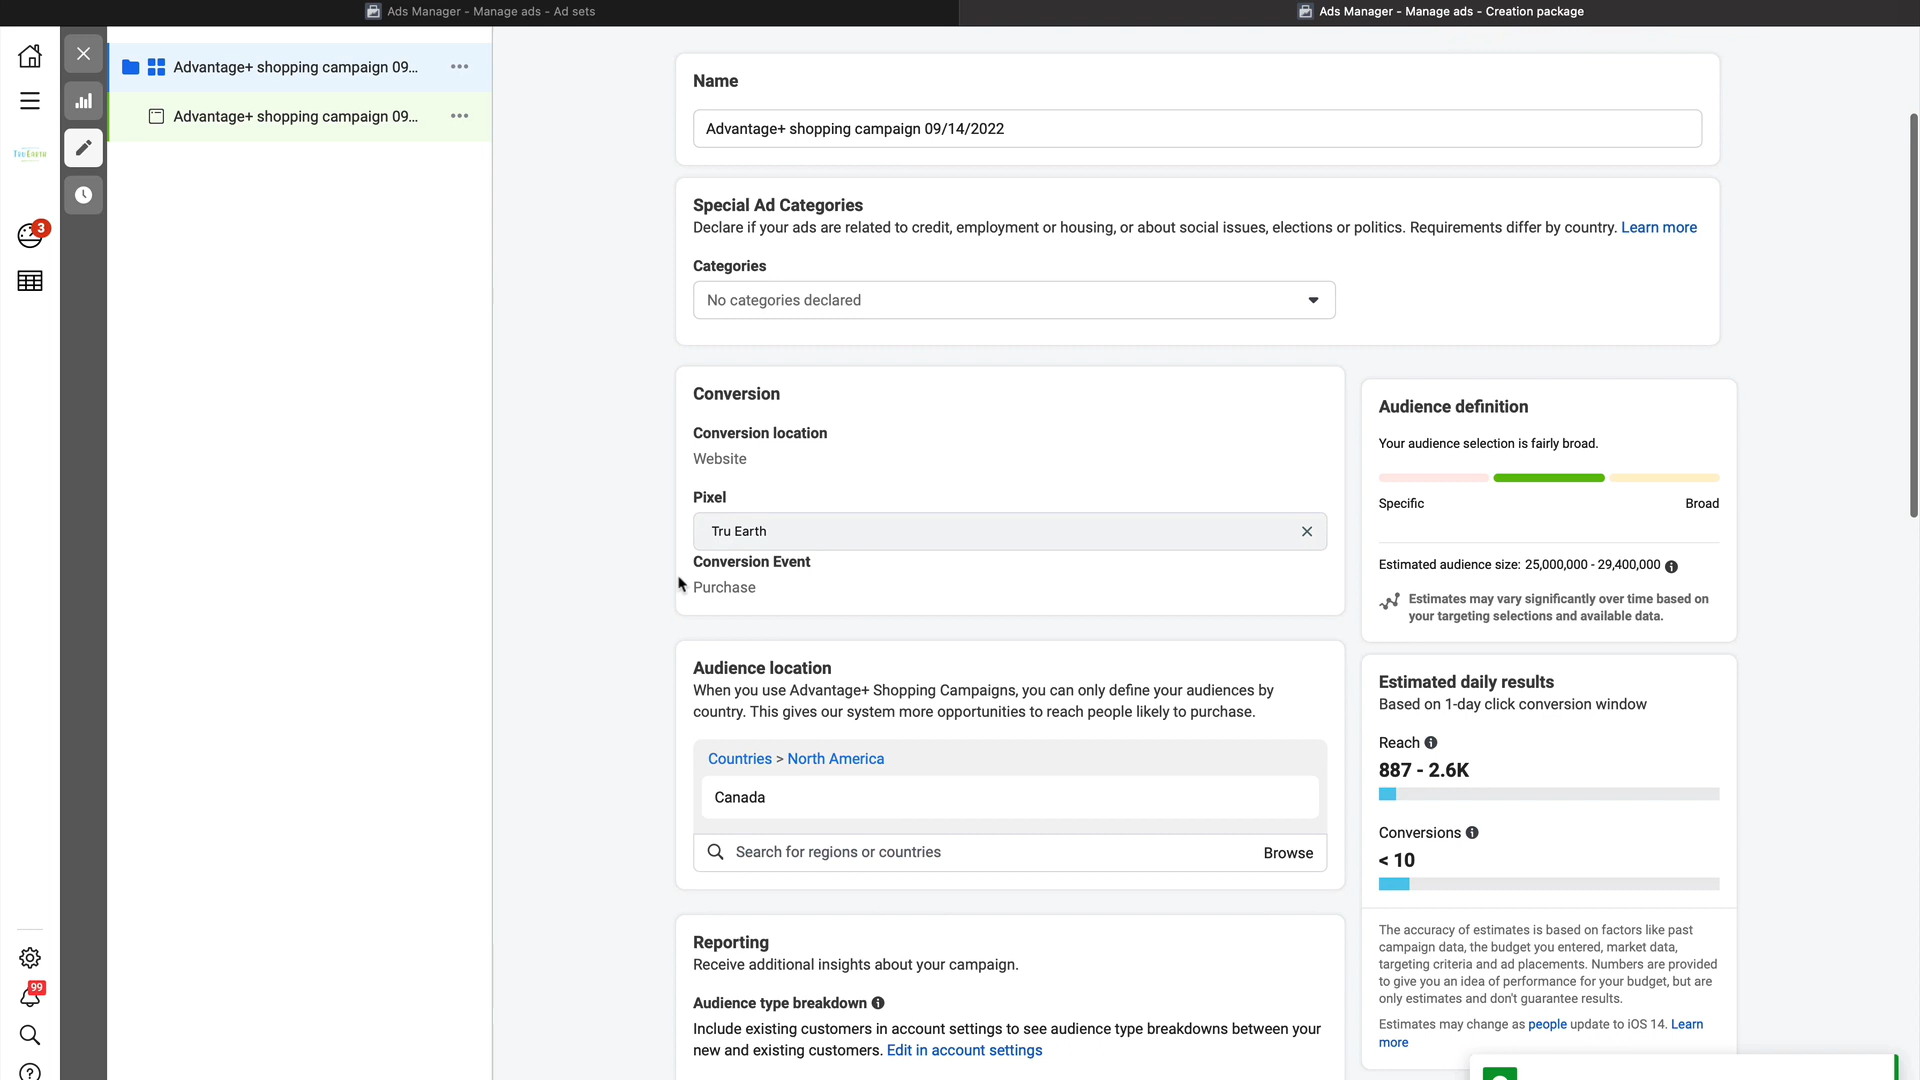 Ads Manager - Manage ads - Ad sets
Ads Manager - Manage ads - Creation package
Advantage+ shopping campaign 09...
Advantage+ shopping campaign 09...
TRU EARTH
3
99
Name
Advantage+ shopping campaign 09/14/2022
Special Ad Categories
Declare if your ads are related to credit, employment or housing, or about social issues, elections or politics. Requirements differ by country. Learn more
Categories
No categories declared
Conversion
Conversion location
Website
Pixel
Tru Earth
Conversion Event
Purchase
Audience location
When you use Advantage+ Shopping Campaigns, you can only define your audiences by
country. This gives our system more opportunities to reach people likely to purchase.
Countries > North America
Canada
Search for regions or countries
Browse
Reporting
Receive additional insights about your campaign.
Audience type breakdown
Include existing customers in account settings to see audience type breakdowns between your
new and existing customers. Edit in account settings
Audience definition
Your audience selection is fairly broad.
Specific
Broad
Estimated audience size: 25,000,000 - 29,400,000
Estimates may vary significantly over time based on
your targeting selections and available data.
Estimated daily results
Based on 1-day click conversion window
Reach
887 - 2.6K
Conversions
< 10
The accuracy of estimates is based on factors like past
campaign data, the budget you entered, market data,
targeting criteria and ad placements. Numbers are provided
to give you an idea of performance for your budget, but are
only estimates and don't guarantee results.
Estimates may change as people update to iOS 14. Learn
more